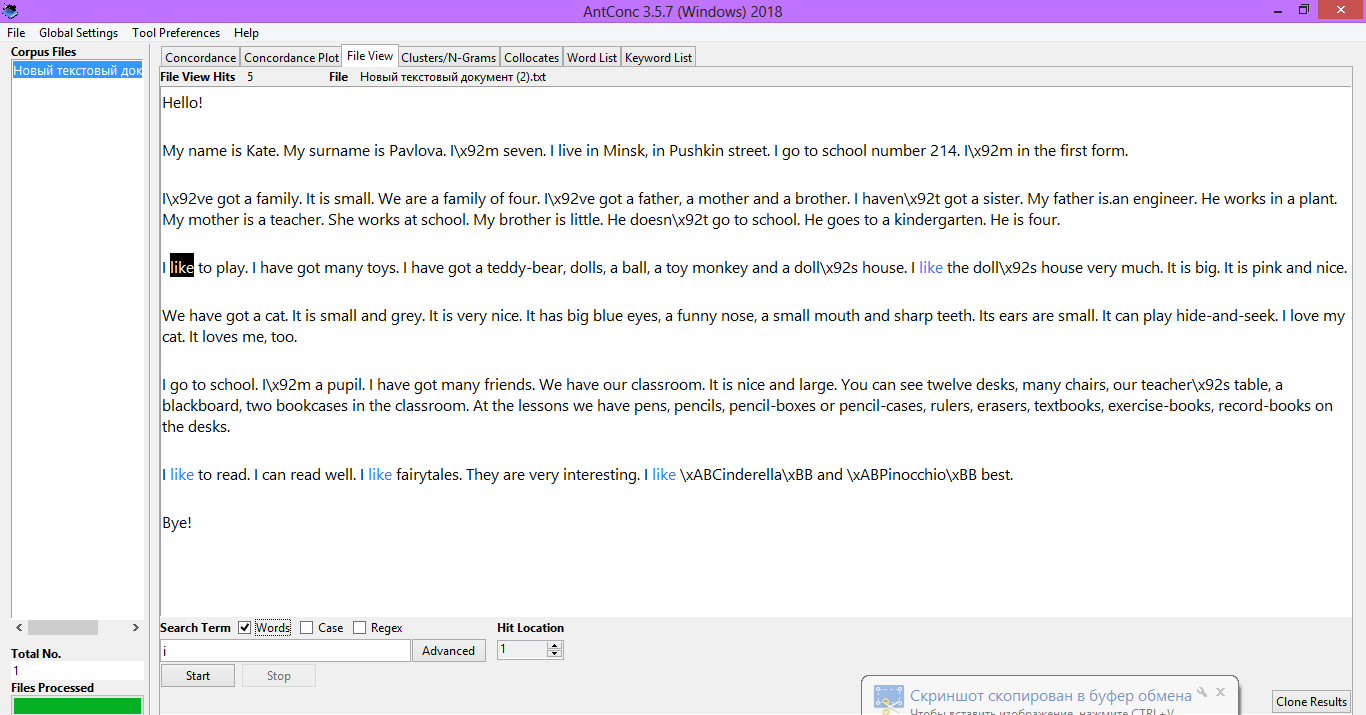 AntConc 3.5.7 (Windows) 2018
File Global Settings Tool Preferences Help
Corpus Files
Новый текстовый док
Concordance Concordance Plot File View Clusters/N-Grams Collocates Word List Keyword List
File View Hits 5 File Новый текстовый документ (2).txt
Hello!
My name is Kate. My surname is Pavlova. I\x92m seven. I live in Minsk, in Pushkin street. I go to school number 214. I\x92m in the first form.
I\x92ve got a family. It is small. We are a family of four. I\x92ve got a father, a mother and a brother. I haven\x92t got a sister. My father is.an engineer. He works in a plant.
My mother is a teacher. She works at school. My brother is little. He doesn\x92t go to school. He goes to a kindergarten. He is four.
I like to play. I have got many toys. I have got a teddy-bear, dolls, a ball, a toy monkey and a doll\x92s house. I like the doll\x92s house very much. It is big. It is pink and nice.
We have got a cat. It is small and grey. It is very nice. It has big blue eyes, a funny nose, a small mouth and sharp teeth. Its ears are small. It can play hide-and-seek. I love my
cat. It loves me, too.
I go to school. I\x92m a pupil. I have got many friends. We have our classroom. It is nice and large. You can see twelve desks, many chairs, our teacher\x92s table, a
blackboard, two bookcases in the classroom. At the lessons we have pens, pencils, pencil-boxes or pencil-cases, rulers, erasers, textbooks, exercise-books, record-books on
the desks.
I like to read. I can read well. I like fairytales. They are very interesting. I like \xABCinderella\xBB and \xABPinocchio\xBB best.
Bye!
Search Term Words Case Regex Hit Location
i Advanced 1
Start Stop
Total No.
1
Files Processed
Скриншот скопирован в буфер обмена
Чтобы вставить изображение, нажмите CTRL+V
Clone Results